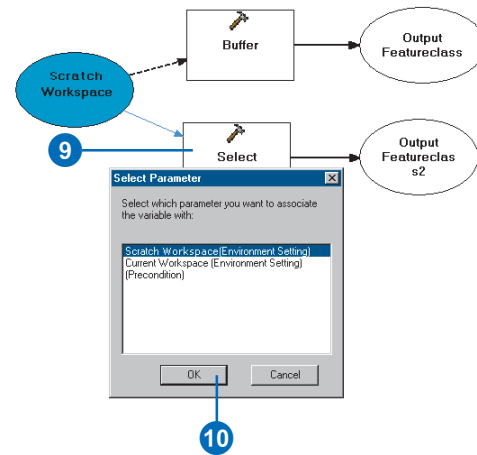 Buffer
Output
Featureclass
Scratch
Workspace
9
Select
Output
Featureclas
s2
Select Parameter
Select which parameter you want to associate
the variable with:
Scratch Workspace(Environment Setting)
Current Workspace (Environment Setting)
(Precondition)
OK
Cancel
10